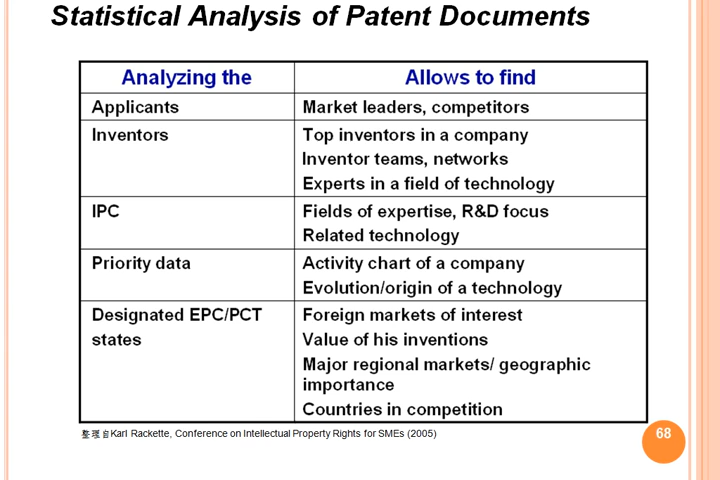 Statistical Analysis of Patent Documents
Analyzing the
Allows to find
Applicants
Market leaders, competitors
Inventors
Top inventors in a company
Inventor teams, networks
Experts in a field of technology
IPC
Fields of expertise, R&D focus
Related technology
Priority data
Activity chart of a company
Evolution/origin of a technology
Designated EPC/PCT
states
Foreign markets of interest
Value of his inventions
Major regional markets/ geographic
importance
Countries in competition
整理自Karl Rackette, Conference on Intellectual Property Rights for SMEs (2005)
68